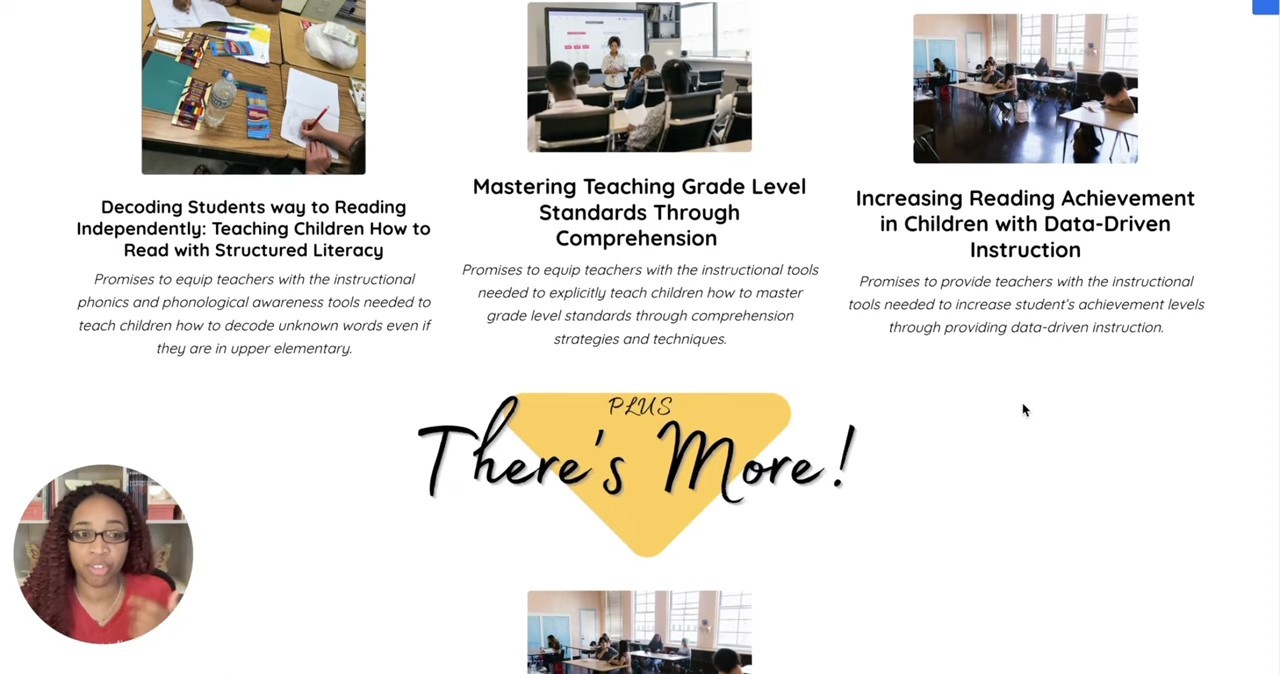 Decoding Students way to Reading
Independently: Teaching Children How to
Read with Structured Literacy
Promises to equip teachers with the instructional
phonics and phonological awareness tools needed to
teach children how to decode unknown words even if
they are in upper elementary.
Mastering Teaching Grade Level
Standards Through
Comprehension
Promises to equip teachers with the instructional tools
needed to explicitly teach children how to master
grade level standards through comprehension
strategies and techniques.
Increasing Reading Achievement
in Children with Data-Driven
Instruction
Promises to provide teachers with the instructional
tools needed to increase student's achievement levels
through providing data-driven instruction.
PLUS
There's More!